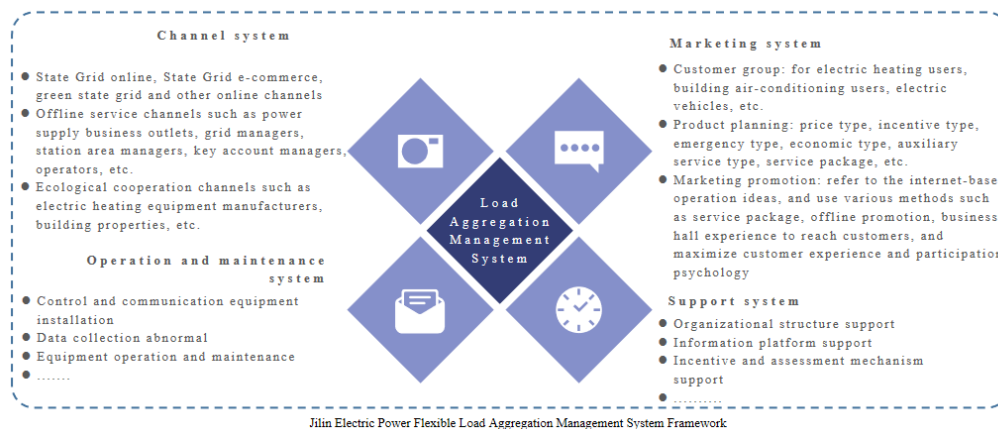 Channel system
State Grid online, State Grid e-commerce,
green state grid and other online channels
Offline service channels such as power
supply business outlets, grid managers,
station area managers, key account managers,
operators, etc.
Ecological cooperation channels such as
electric heating equipment manufacturers,
building properties, etc.
Operation and maintenance
system
Control and communication equipment
installation
Data collection abnormal
Equipment operation and maintenance
.......
Load
Aggregation
Management
System
Marketing system
Customer group: for electric heating users,
building air-conditioning users, electric
vehicles, etc.
Product planning: price type, incentive type,
emergency type, economic type, auxiliary
service type, service package, etc.
Marketing promotion: refer to the internet-base
operation ideas, and use various methods such
as service package, offline promotion, business
hall experience to reach customers, and
maximize customer experience and participation
psychology
Support system
Organizational structure support
Information platform support
Incentive and assessment mechanism
support
..........
Jilin Electric Power Flexible Load Aggregation Management System Framework